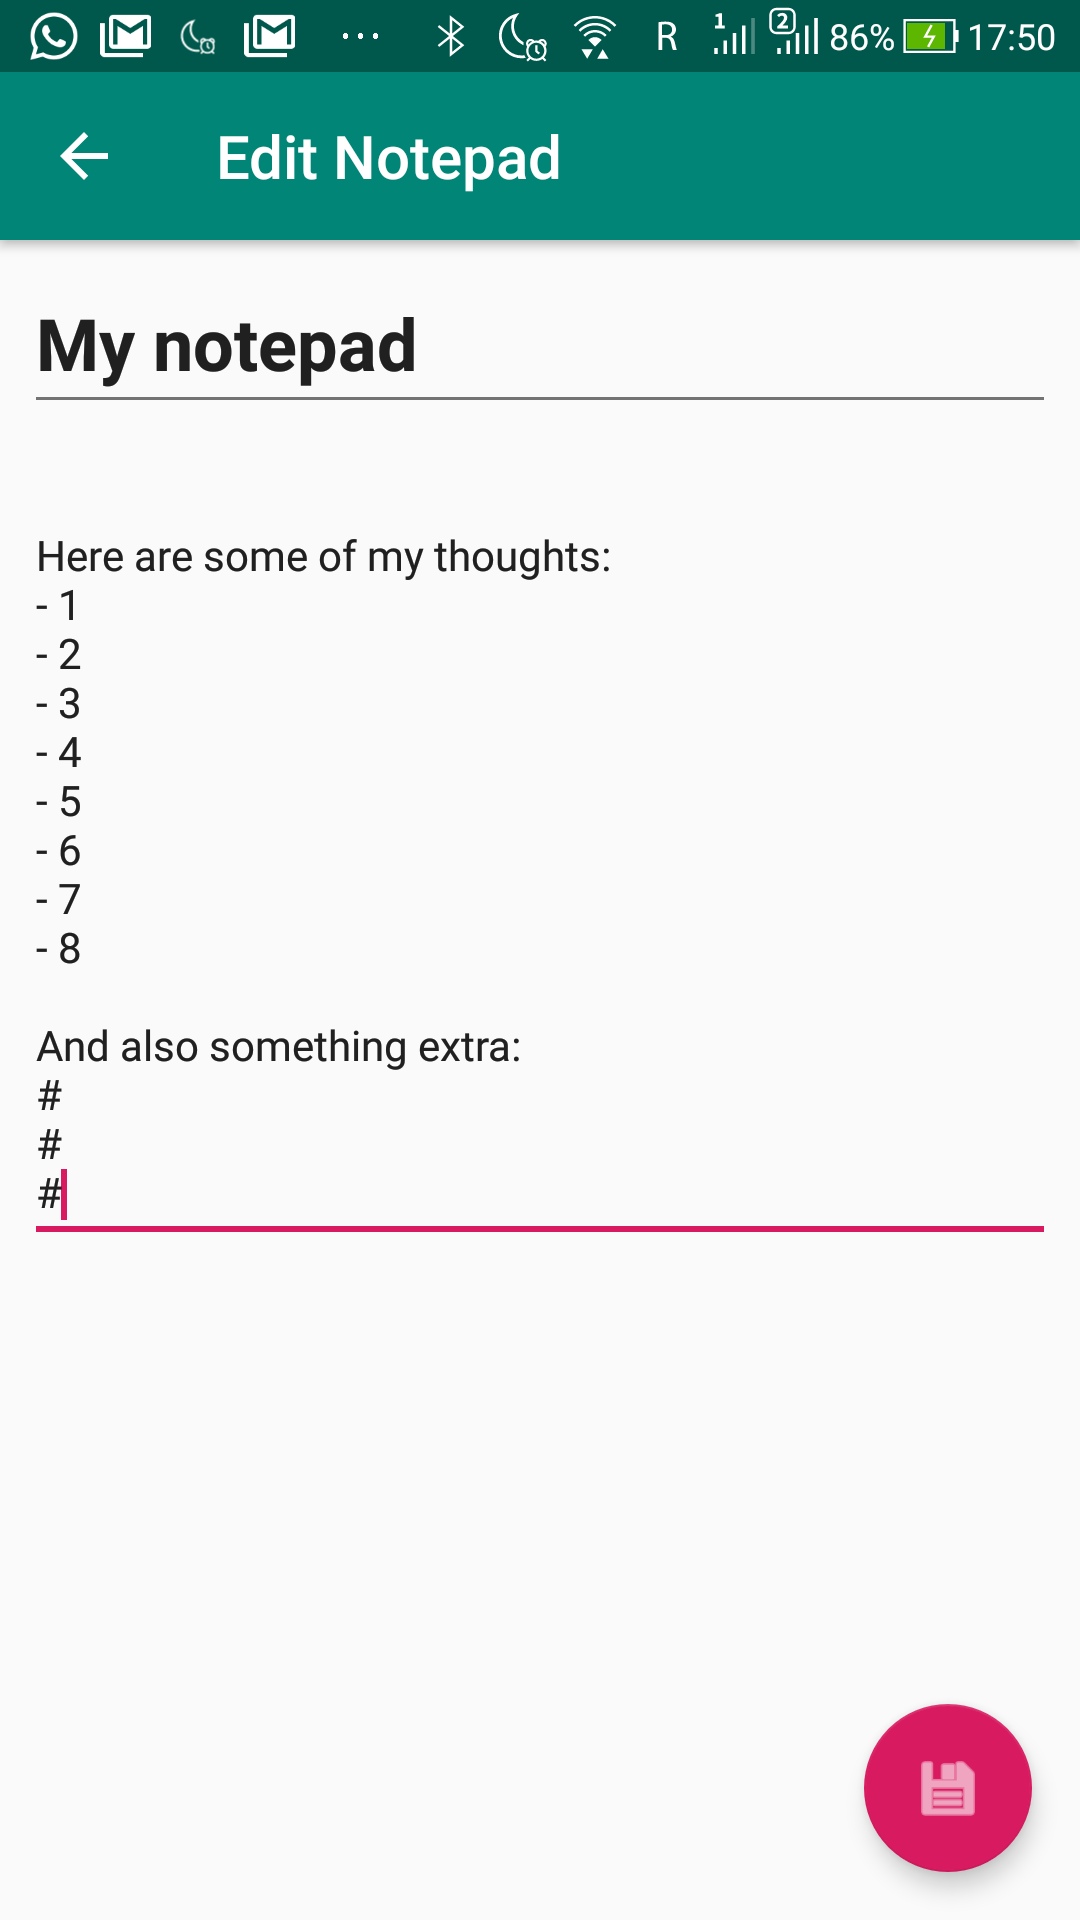 R 1 2 86% 17:50
Edit Notepad
My notepad
Here are some of my thoughts:
- 1
- 2
- 3
- 4
- 5
- 6
- 7
- 8
And also something extra:
#
#
#